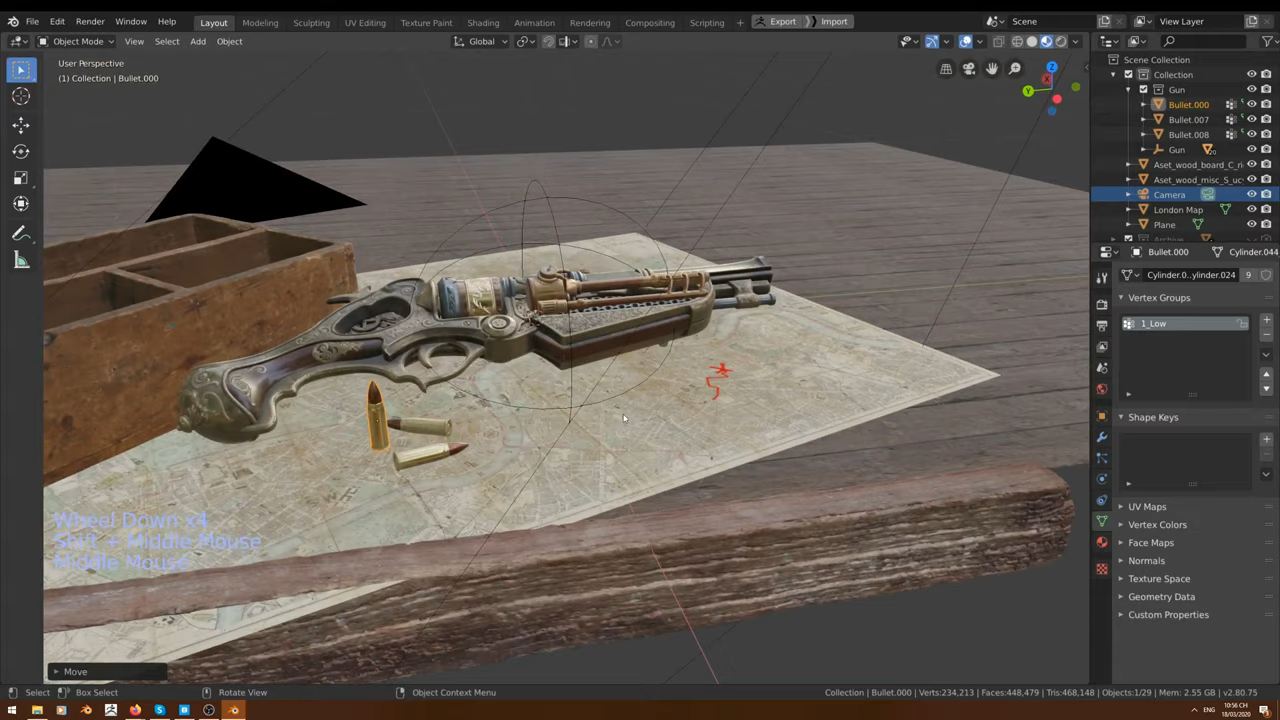 File Edit Render Window Help Layout Modeling Sculpting UV Editing Texture Paint Shading Animation Rendering Compositing Scripting + Export Import Scene View Layer
Object Mode View Select Add Object Global
User Perspective
(1) Collection | Bullet.000
Scene Collection
Collection
Gun
Bullet.000
Bullet.007
Bullet.008
Gun
Aset_wood_board_C_ri
Aset_wood_misc_S_uc
Camera
London Map
Plane
Archive
Bullet.000 Cylinder.044
Cylinder.0...ylinder.024 9
Vertex Groups
1_Low
Shape Keys
UV Maps
Vertex Colors
Face Maps
Normals
Texture Space
Geometry Data
Custom Properties
X
Y
Z
Wheel Down x4
Shift + Middle Mouse
Middle Mouse
Move
Select Box Select Rotate View Object Context Menu Collection | Bullet.000 | Verts:234,213 | Faces:448,479 | Tris:468,148 | Objects:1/29 | Mem: 2.55 GB | v2.80.75
ENG 10:56 CH 18/03/2020